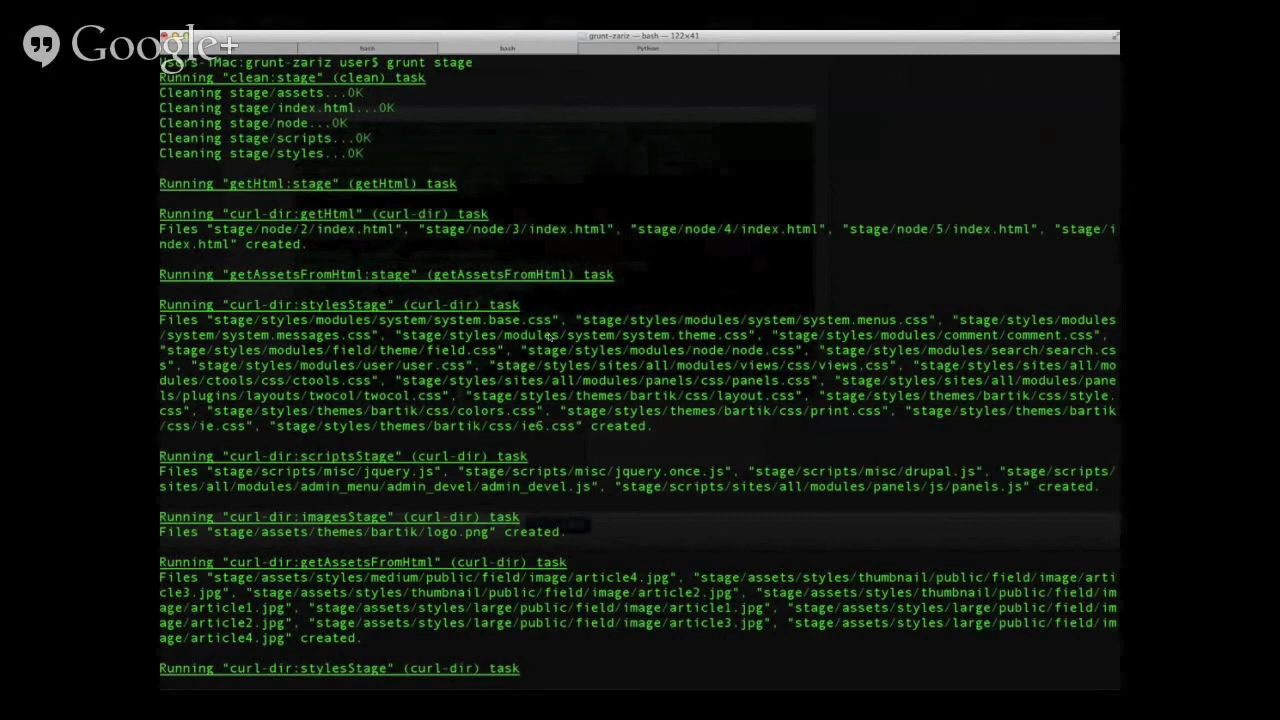 Google+
grunt-zariz — bash — 122×41
bash
bash
Python
Users-iMac:grunt-zariz user$ grunt stage
Running "clean:stage" (clean) task
Cleaning stage/assets...OK
Cleaning stage/index.html...OK
Cleaning stage/node...OK
Cleaning stage/scripts...OK
Cleaning stage/styles...OK
Running "getHtml:stage" (getHtml) task
Running "curl-dir:getHtml" (curl-dir) task
Files "stage/node/2/index.html", "stage/node/3/index.html", "stage/node/4/index.html", "stage/node/5/index.html", "stage/i
ndex.html" created.
Running "getAssetsFromHtml:stage" (getAssetsFromHtml) task
Running "curl-dir:stylesStage" (curl-dir) task
Files "stage/styles/modules/system/system.base.css", "stage/styles/modules/system/system.menus.css", "stage/styles/modules
/system/system.messages.css", "stage/styles/modules/system/system.theme.css", "stage/styles/modules/comment/comment.css",
"stage/styles/modules/field/theme/field.css", "stage/styles/modules/node/node.css", "stage/styles/modules/search/search.cs
s", "stage/styles/modules/user/user.css", "stage/styles/sites/all/modules/views/css/views.css", "stage/styles/sites/all/mo
dules/ctools/css/ctools.css", "stage/styles/sites/all/modules/panels/css/panels.css", "stage/styles/sites/all/modules/pane
ls/plugins/layouts/twocol/twocol.css", "stage/styles/themes/bartik/css/layout.css", "stage/styles/themes/bartik/css/style.
css", "stage/styles/themes/bartik/css/colors.css", "stage/styles/themes/bartik/css/print.css", "stage/styles/themes/bartik
/css/ie.css", "stage/styles/themes/bartik/css/ie6.css" created.
Running "curl-dir:scriptsStage" (curl-dir) task
Files "stage/scripts/misc/jquery.js", "stage/scripts/misc/jquery.once.js", "stage/scripts/misc/drupal.js", "stage/scripts/
sites/all/modules/admin_menu/admin_devel/admin_devel.js", "stage/scripts/sites/all/modules/panels/js/panels.js" created.
Running "curl-dir:imagesStage" (curl-dir) task
Files "stage/assets/themes/bartik/logo.png" created.
Running "curl-dir:getAssetsFromHtml" (curl-dir) task
Files "stage/assets/styles/medium/public/field/image/article4.jpg", "stage/assets/styles/thumbnail/public/field/image/arti
cle3.jpg", "stage/assets/styles/thumbnail/public/field/image/article2.jpg", "stage/assets/styles/thumbnail/public/field/im
age/article1.jpg", "stage/assets/styles/large/public/field/image/article1.jpg", "stage/assets/styles/large/public/field/im
age/article2.jpg", "stage/assets/styles/large/public/field/image/article3.jpg", "stage/assets/styles/large/public/field/im
age/article4.jpg" created.
Running "curl-dir:stylesStage" (curl-dir) task